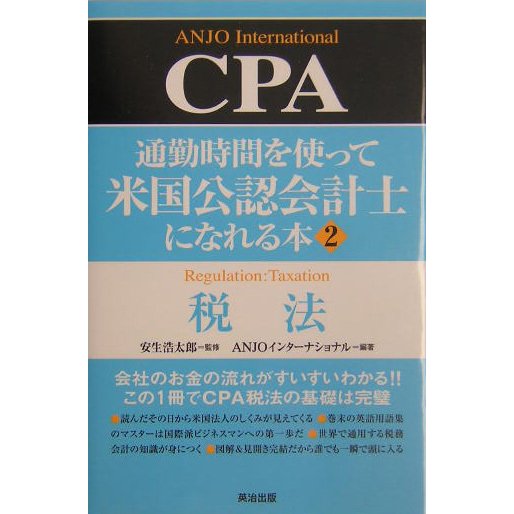 ANJO International
CPA
通勤時間を使って
米国公認会計士
になれる本 2
Regulation:Taxation
税 法
安生浩太郎=監修 ANJOインターナショナル=編著
会社のお金の流れがすいすいわかる!!
この1冊でCPA税法の基礎は完璧
●読んだその日から米国法人のしくみが見えてくる●巻末の英語用語集
のマスターは国際派ビジネスマンへの第一歩だ ●世界で通用する税務
会計の知識が身につく●図解&見開き完結だから誰でも一瞬で頭に入る
英治出版